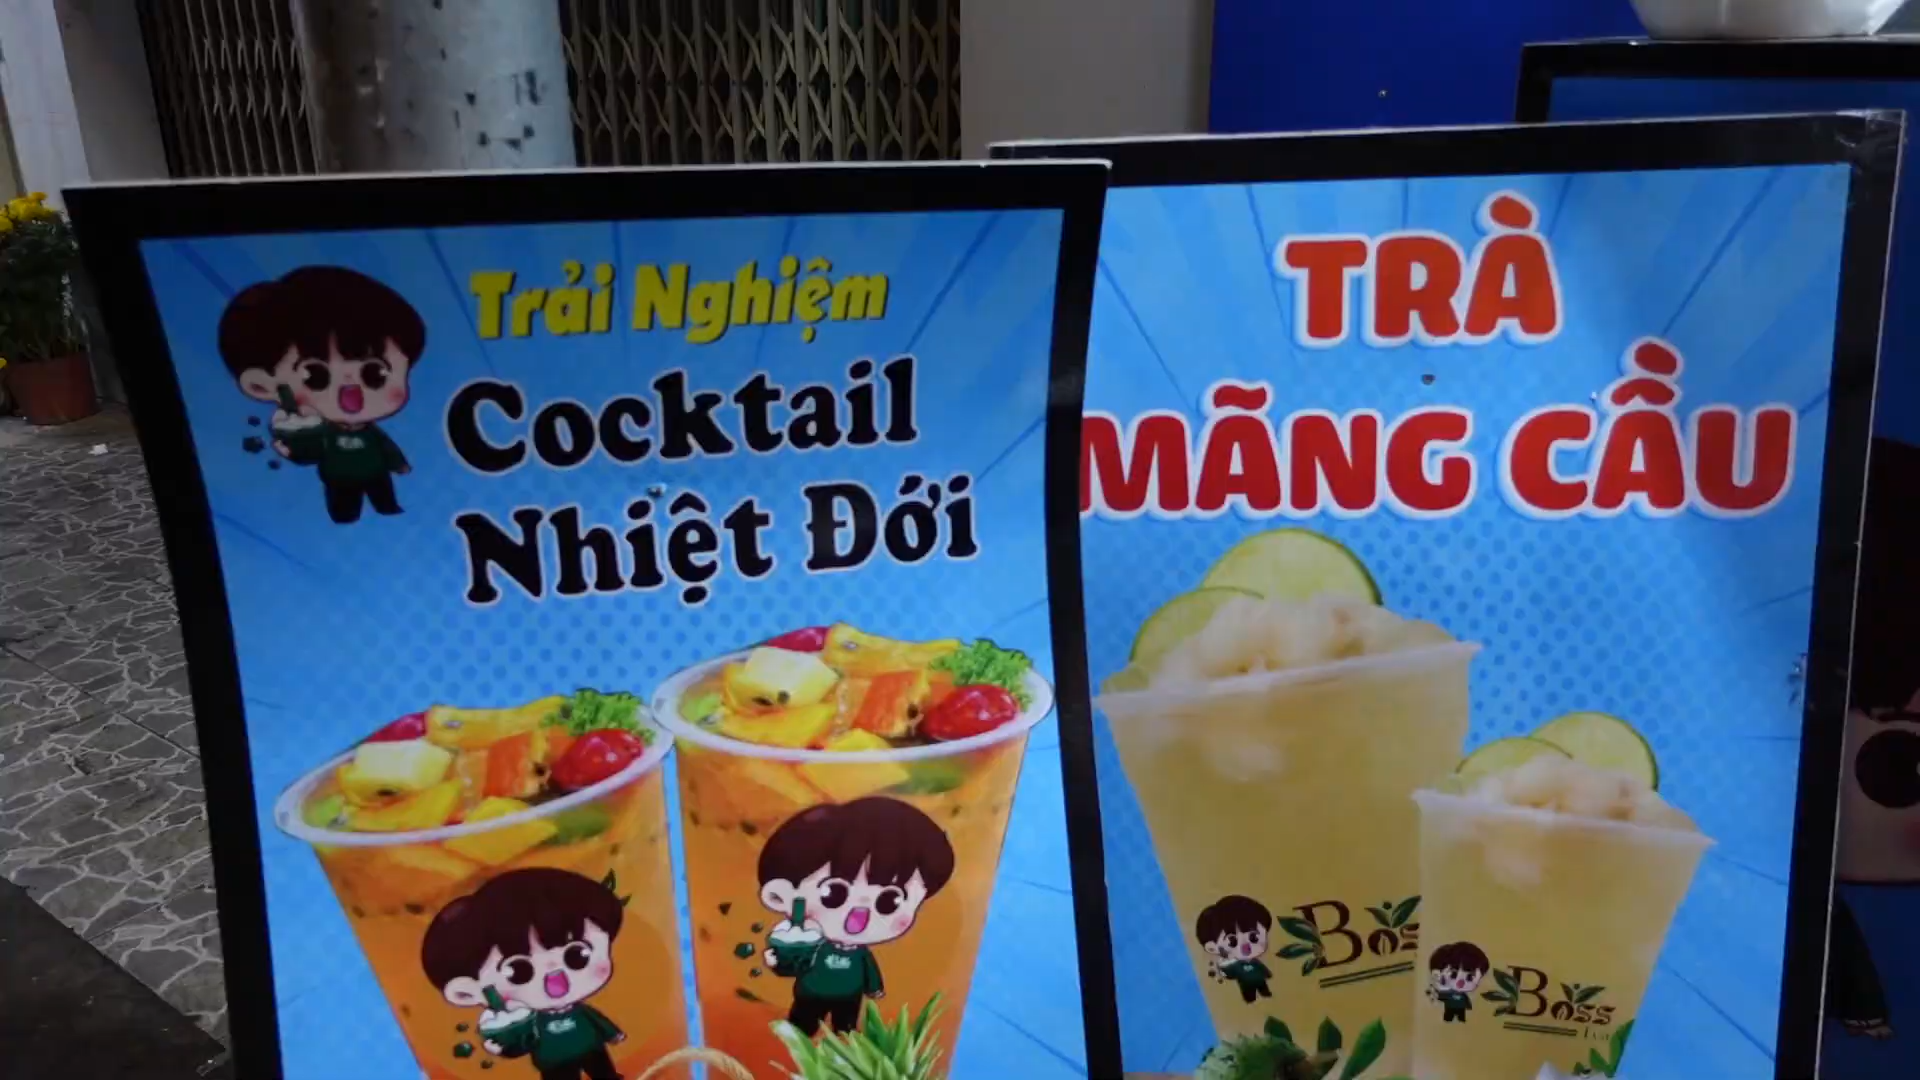 Trải Nghiệm
Cocktail
Nhiệt Đới
TRÀ
MÃNG CẦU
Boss
Boss